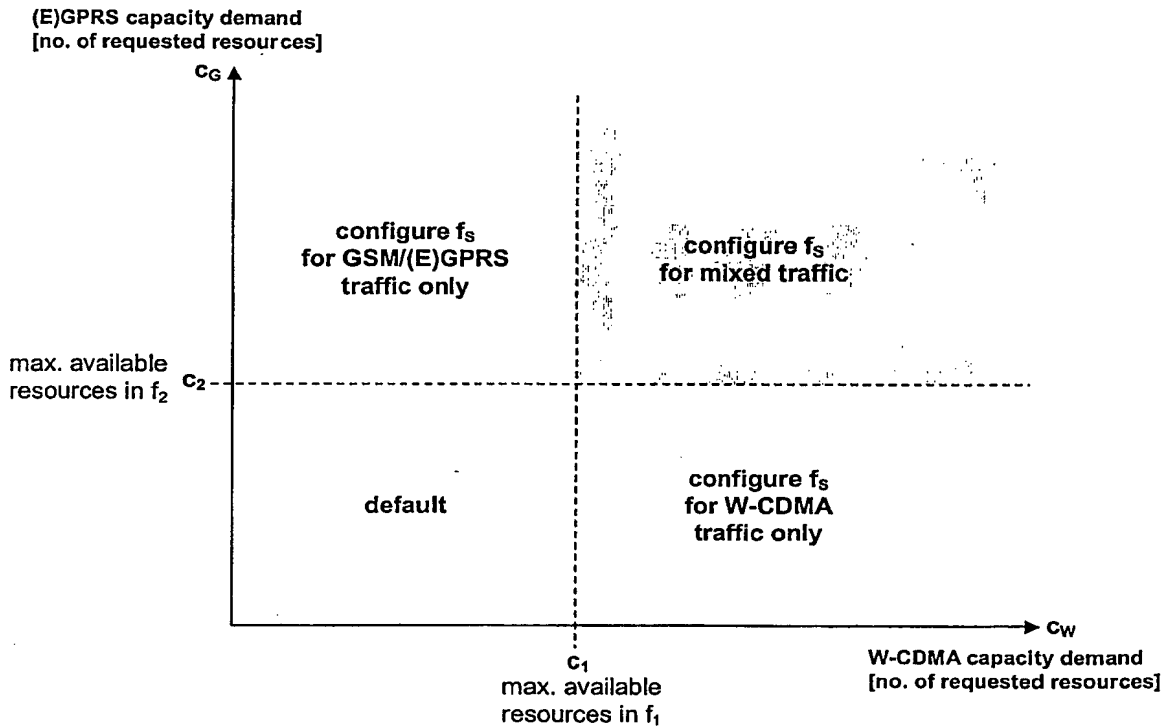 (E)GPRS capacity demand
[no. of requested resources]
cG
configure fS
for GSM/(E)GPRS
traffic only
configure fS
for mixed traffic
max. available
resources in f2
c2
default
configure fS
for W-CDMA
traffic only
cW
c1
max. available
resources in f1
W-CDMA capacity demand
[no. of requested resources]